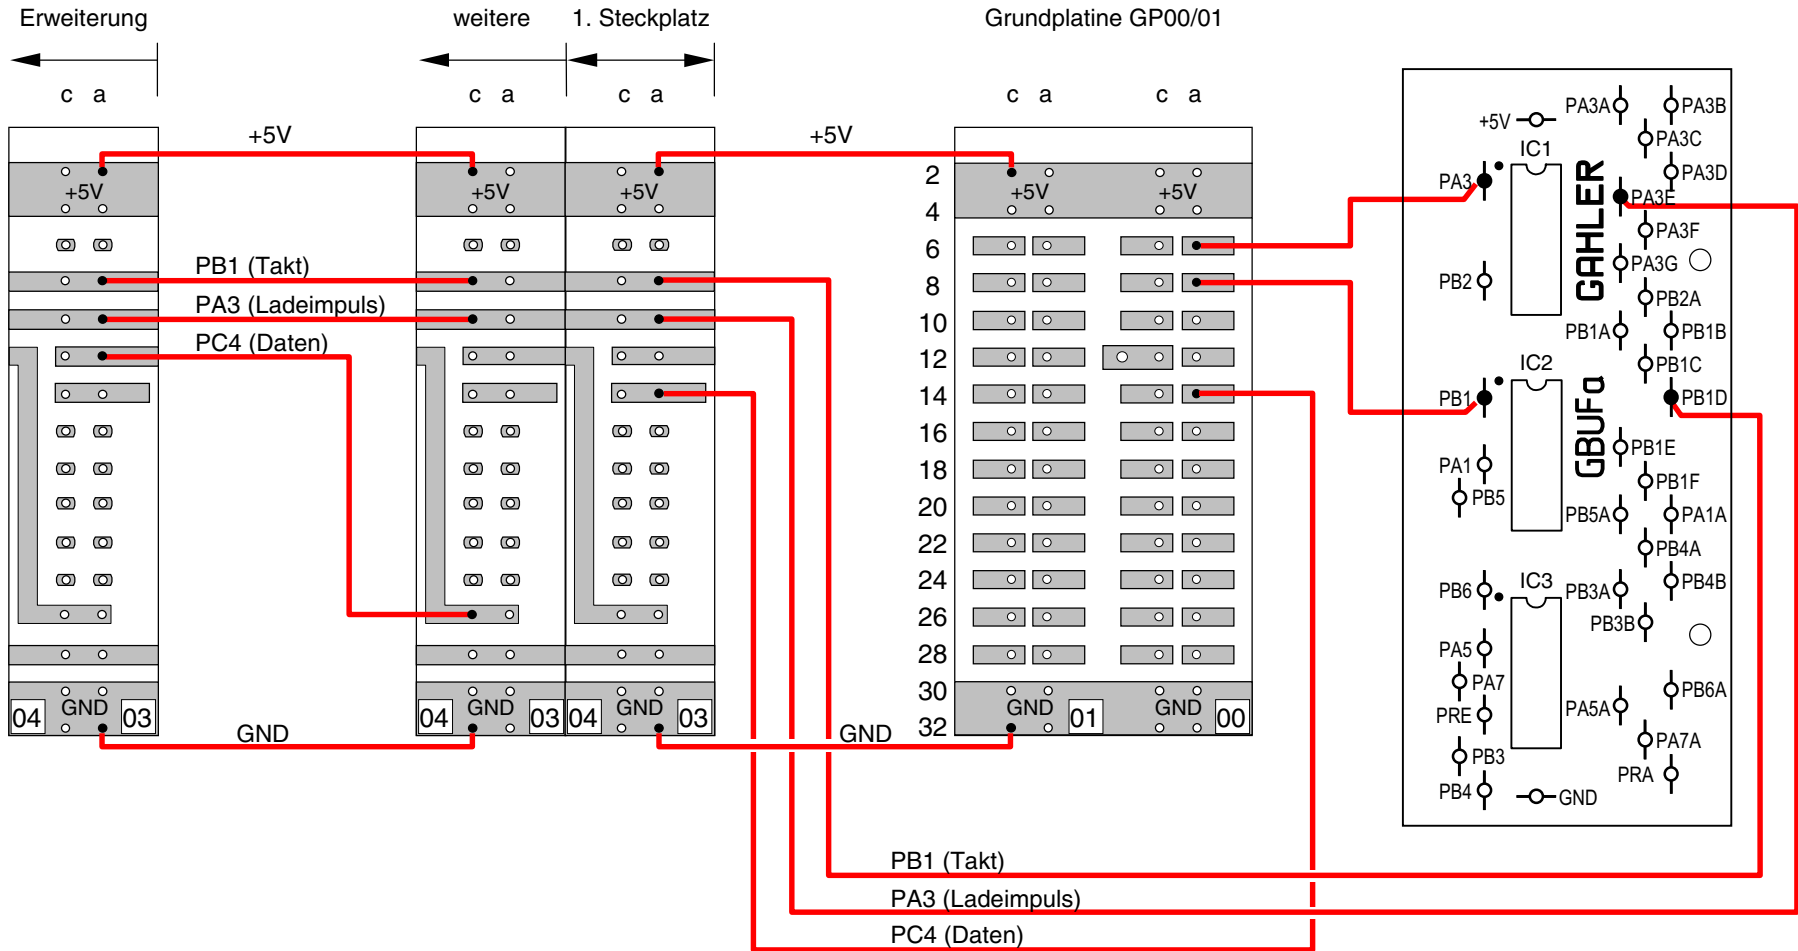 Erweiterung
weitere
1. Steckplatz
Grundplatine GP00/01
c a
c a
c a
c a
c a
+5V
+5V
+5V
+5V
+5V
+5V
+5V
2
4
6
8
10
12
14
16
18
20
22
24
26
28
30
32
PB1 (Takt)
PA3 (Ladeimpuls)
PC4 (Daten)
04 GND 03
04 GND 03
04 GND 03
GND 01
GND 00
GND
GND
PB1 (Takt)
PA3 (Ladeimpuls)
PC4 (Daten)
+5V
PA3A
PA3B
PA3C
IC1
PA3D
PA3
PA3E
PA3F
PA3G
PB2
PB2A
PB1A
PB1B
PB1C
IC2
PB1
PB1D
GAHLER
GBUFa
PB1E
PA1
PB5
PB1F
PB5A
PA1A
PB4A
PB4B
PB6
IC3
PB3A
PB3B
PA5
PA7
PB6A
PRE
PA5A
PA7A
PB3
PRA
PB4
GND